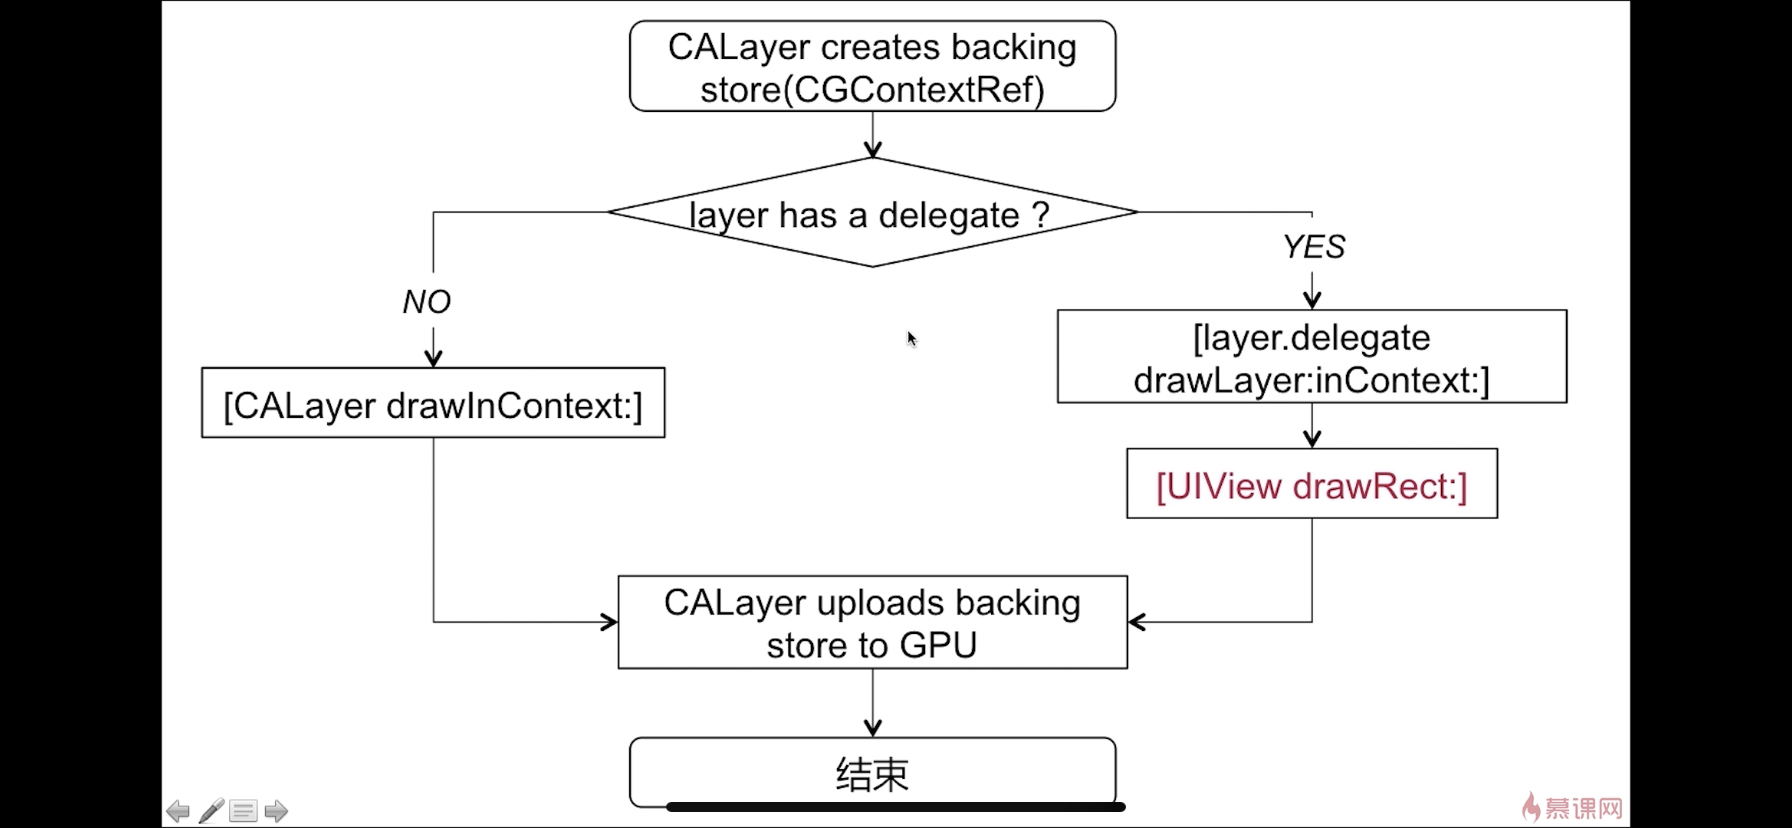 CALayer creates backing
store(CGContextRef)
layer has a delegate ?
YES
NO
[layer.delegate
drawLayer:inContext:]
[CALayer drawInContext:]
[UIView drawRect:]
CALayer uploads backing
store to GPU
结束
慕课网